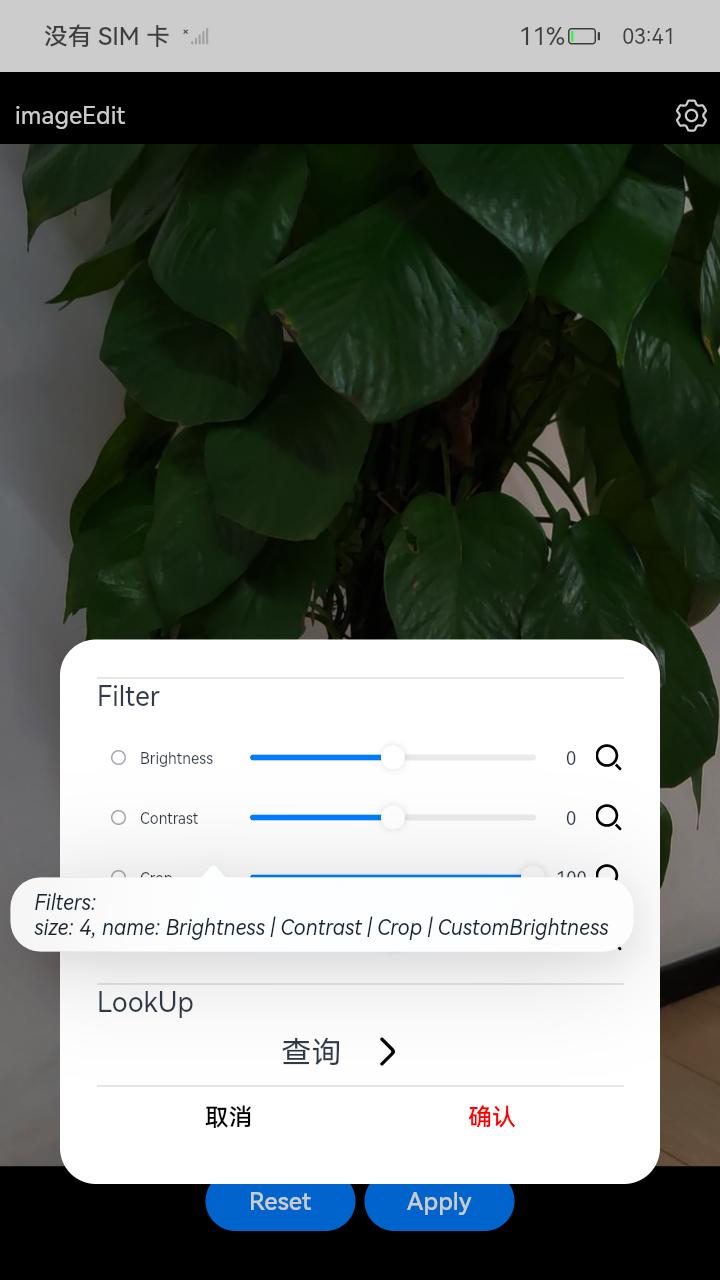 没有 SIM 卡
11%
03:41
imageEdit
Filter
Brightness 0
Contrast 0
Crop 100
Filters:
size: 4, name: Brightness | Contrast | Crop | CustomBrightness
LookUp
查询
取消 确认
Reset Apply